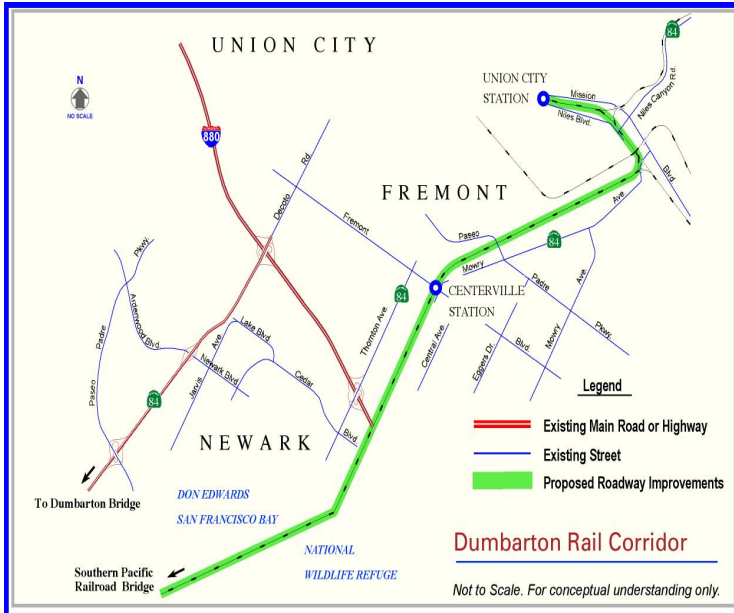 UNION CITY
84
N
NO SCALE
UNION CITY
STATION
Mission
Niles Blvd.
Niles Canyon Rd.
Blvd.
880
Decoto Rd.
FREMONT
Fremont
Paseo
Ave.
84
Mowry
Padre
Ave.
Pkwy.
Pkwy.
Padre
Paseo
Ardenwood Blvd
Lake Blvd
Ave.
Jarvis
Newark Blvd
Cedar
Blvd
84
84
Thornton Ave.
CENTERVILLE
STATION
Central Ave.
Eggers Dr.
Blvd.
Mowry
NEWARK
To Dumbarton Bridge
DON EDWARDS
SAN FRANCISCO BAY
NATIONAL
WILDLIFE REFUGE
Southern Pacific
Railroad Bridge
Legend
Existing Main Road or Highway
Existing Street
Proposed Roadway Improvements
Dumbarton Rail Corridor
Not to Scale. For conceptual understanding only.